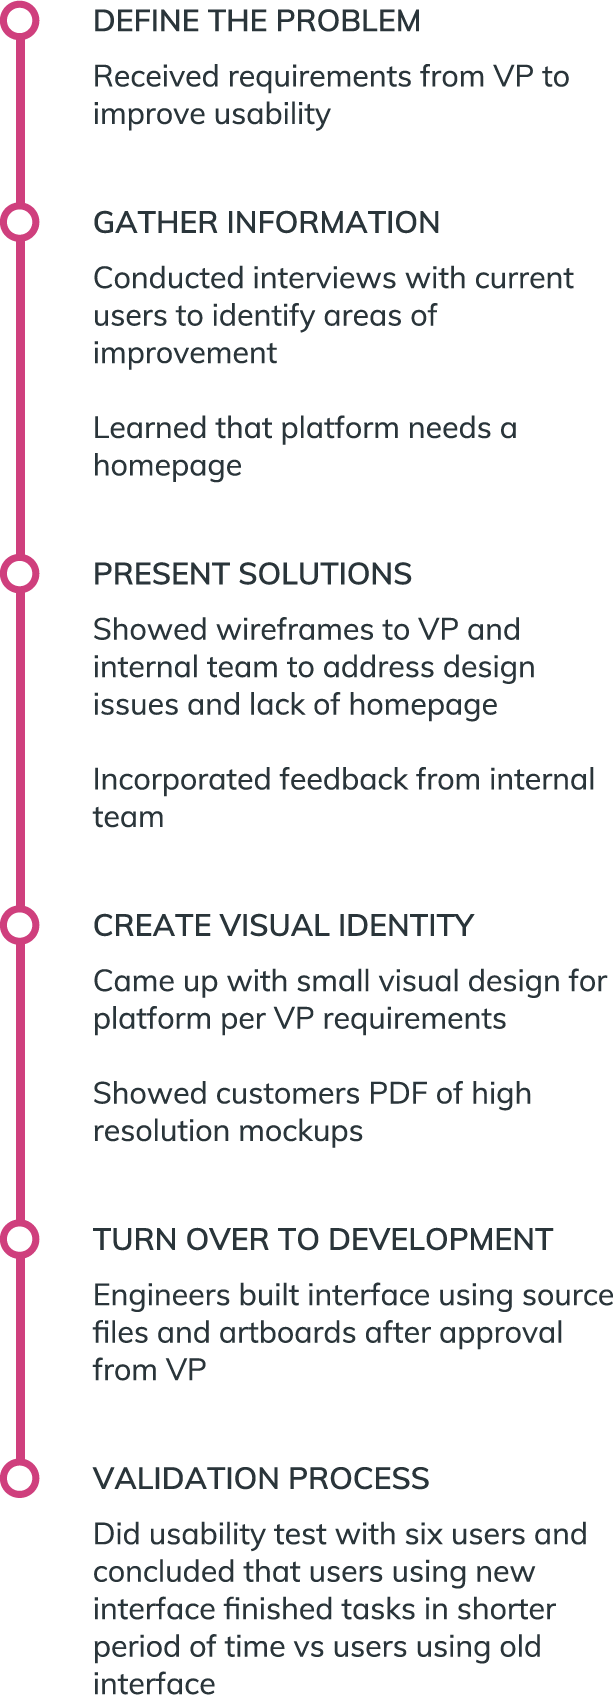 DEFINE THE PROBLEM
Received requirements from VP to
improve usability
GATHER INFORMATION
Conducted interviews with current
users to identify areas of
improvement
Learned that platform needs a
homepage
PRESENT SOLUTIONS
Showed wireframes to VP and
internal team to address design
issues and lack of homepage
Incorporated feedback from internal
team
CREATE VISUAL IDENTITY
Came up with small visual design for
platform per VP requirements
Showed customers PDF of high
resolution mockups
TURN OVER TO DEVELOPMENT
Engineers built interface using source
files and artboards after approval
from VP
VALIDATION PROCESS
Did usability test with six users and
concluded that users using new
interface finished tasks in shorter
period of time vs users using old
interface